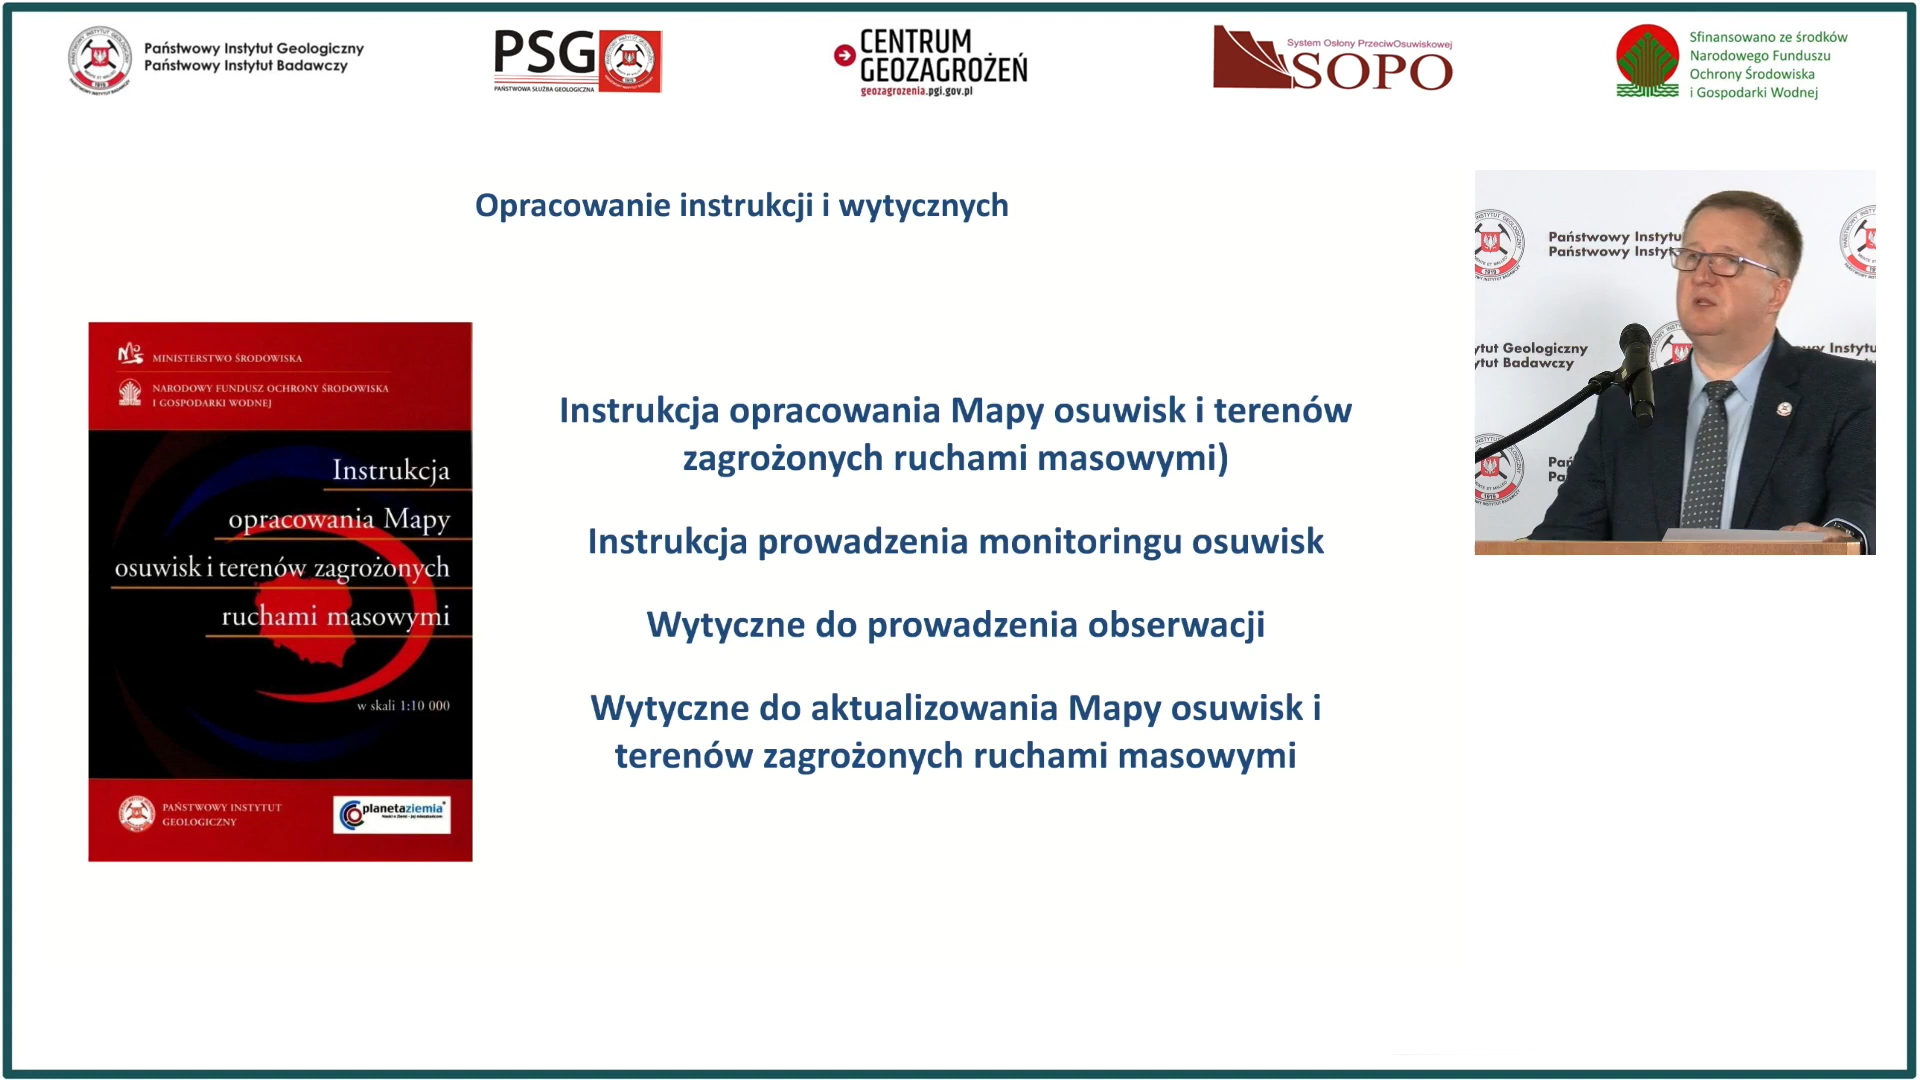 Państwowy Instytut Geologiczny
Państwowy Instytut Badawczy
PSG
PAŃSTWOWA SŁUŻBA GEOLOGICZNA
CENTRUM
GEOZAGROŻEŃ
geozagrozenia.pgi.gov.pl
System Osłony PrzeciwOsuwiskowej
SOPO
Sfinansowano ze środków
Narodowego Funduszu
Ochrony Środowiska
i Gospodarki Wodnej
Opracowanie instrukcji i wytycznych
MINISTERSTWO ŚRODOWISKA
NARODOWY FUNDUSZ OCHRONY ŚRODOWISKA
I GOSPODARKI WODNEJ
Instrukcja
opracowania Mapy
osuwisk i terenów zagrożonych
ruchami masowymi
w skali 1:10 000
PAŃSTWOWY INSTYTUT
GEOLOGICZNY
planetaziemia
Instrukcja opracowania Mapy osuwisk i terenów
zagrożonych ruchami masowymi)
Instrukcja prowadzenia monitoringu osuwisk
Wytyczne do prowadzenia obserwacji
Wytyczne do aktualizowania Mapy osuwisk i
terenów zagrożonych ruchami masowymi
Państwowy Instytu
Państwowy Instyt
ytut Geologiczny
ytut Badawczy
wy Instytu
Pań
Pa
1919